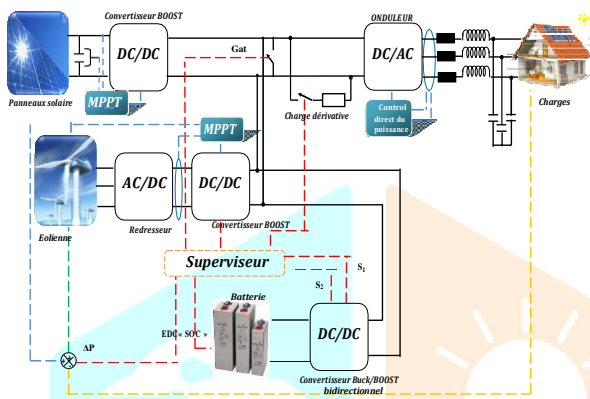 Convertisseur BOOST
ONDULEUR
DC/DC
Gat
DC/AC
Panneaux solaire
MPPT
Charge dérivative
Control
direct du
puissance
Charges
MPPT
AC/DC
DC/DC
Eolienne
Redresseur
Convertisseur BOOST
Superviseur
S1
S2
Batterie
EDC« SOC »
DC/DC
ΔP
Convertisseur Buck/BOOST
bidirectionnel